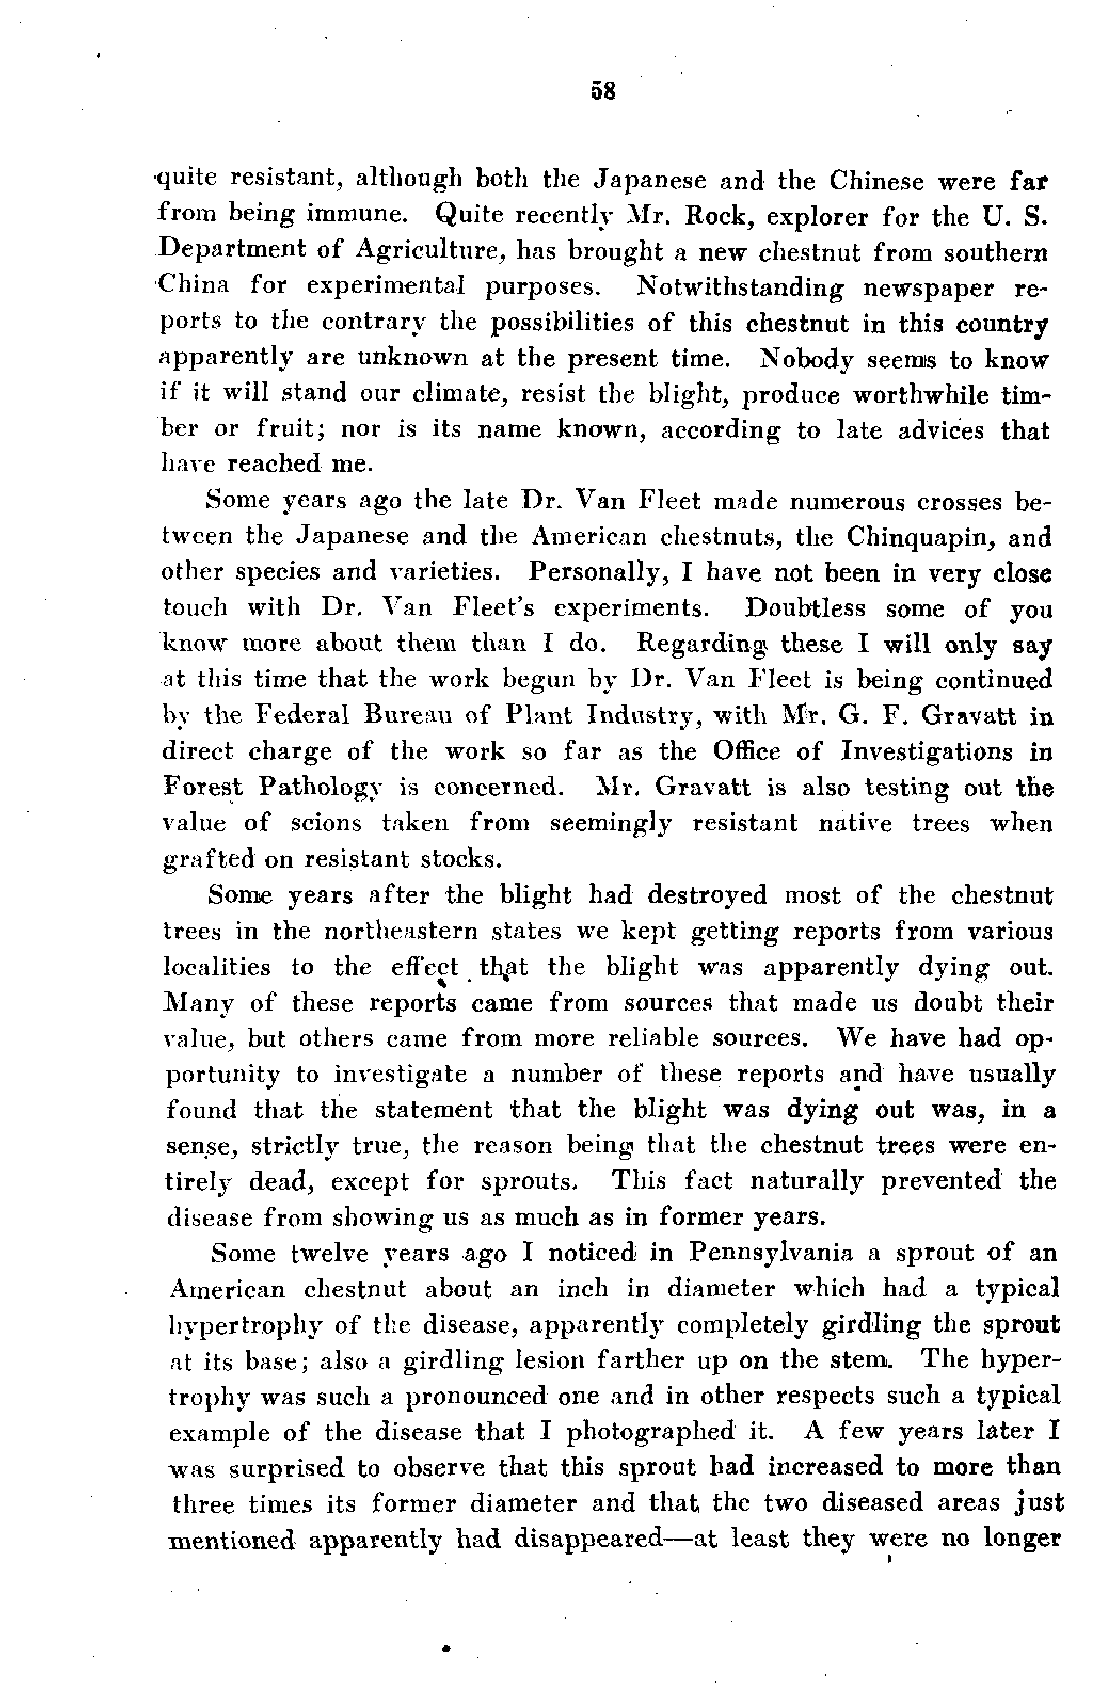 58
quite resistant, although both the Japanese and the Chinese were far
from being immune. Quite recently Mr. Rock, explorer for the U. S.
Department of Agriculture, has brought a new chestnut from southern
China for experimental purposes. Notwithstanding newspaper re-
ports to the contrary the possibilities of this chestnut in this country
apparently are unknown at the present time. Nobody seems to know
if it will stand our climate, resist the blight, produce worthwhile tim-
ber or fruit; nor is its name known, according to late advices that
have reached me.
Some years ago the late Dr. Van Fleet made numerous crosses be-
tween the Japanese and the American chestnuts, the Chinquapin, and
other species and varieties. Personally, I have not been in very close
touch with Dr. Van Fleet's experiments. Doubtless some of you
know more about them than I do. Regarding these I will only say
at this time that the work begun by Dr. Van Fleet is being continued
by the Federal Bureau of Plant Industry, with Mr. G. F. Gravatt in
direct charge of the work so far as the Office of Investigations in
Forest Pathology is concerned. Mr. Gravatt is also testing out the
value of scions taken from seemingly resistant native trees when
grafted on resistant stocks.
Some years after the blight had destroyed most of the chestnut
trees in the northeastern states we kept getting reports from various
localities to the effect that the blight was apparently dying out.
Many of these reports came from sources that made us doubt their
value, but others came from more reliable sources. We have had op-
portunity to investigate a number of these reports and have usually
found that the statement that the blight was dying out was, in a
sense, strictly true, the reason being that the chestnut trees were en-
tirely dead, except for sprouts. This fact naturally prevented the
disease from showing us as much as in former years.
Some twelve years ago I noticed in Pennsylvania a sprout of an
American chestnut about an inch in diameter which had a typical
hypertrophy of the disease, apparently completely girdling the sprout
at its base; also a girdling lesion farther up on the stem. The hyper-
trophy was such a pronounced one and in other respects such a typical
example of the disease that I photographed it. A few years later I
was surprised to observe that this sprout had increased to more than
three times its former diameter and that the two diseased areas just
mentioned apparently had disappeared—at least they were no longer